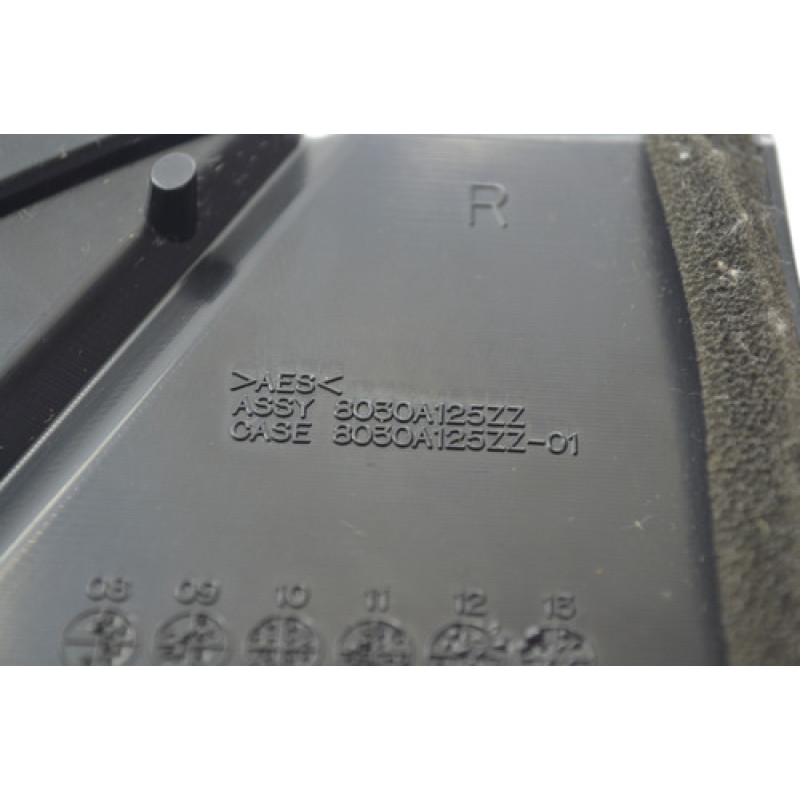 R
>AES<
ASSY 8030A125ZZ
CASE 8030A125ZZ-01
08 09 10 11 12 13